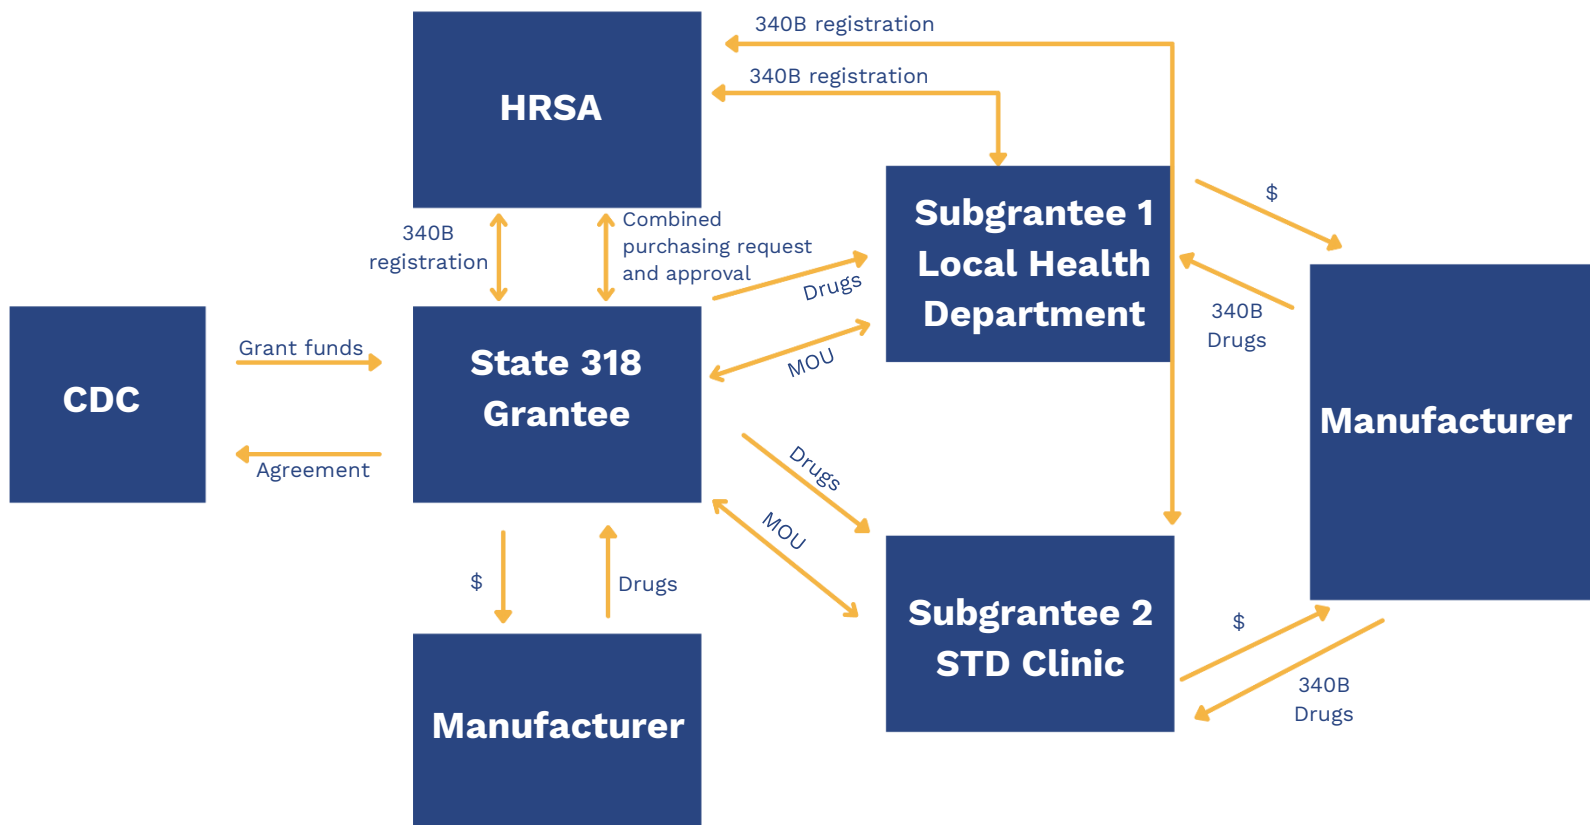 340B registration
340B registration
HRSA
340B
registration
Combined
purchasing request
and approval
Drugs
MOU
Subgrantee 1
Local Health
Department
$
340B
Drugs
Manufacturer
CDC
Grant funds
Agreement
State 318
Grantee
Drugs
MOU
$
Drugs
Manufacturer
Subgrantee 2
STD Clinic
$
340B
Drugs